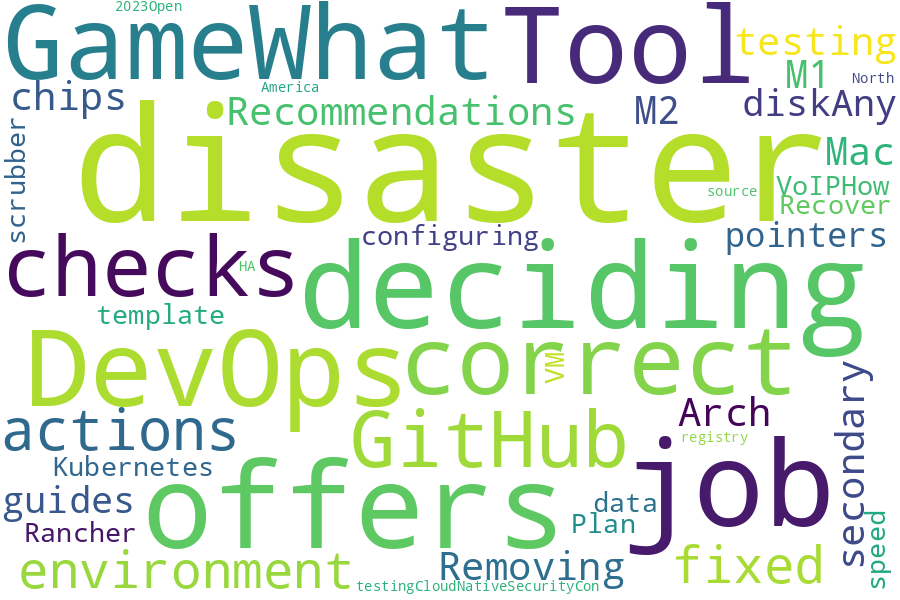 2023Open
GameWhat
Tool
testing
chips
America
Recommendations
M2
M1
North
diskAny
disaster
scrubber
Mac
source
VoIPHow
Recover
checks
HA
configuring
pointers
deciding
template
DevOps
correct
VM
secondary
actions
GitHub
Arch
registry
Kubernetes
job
guides
offers
data
Plan
speed
Rancher
environment
Removing
fixed
testingCloudNativeSecurityCon